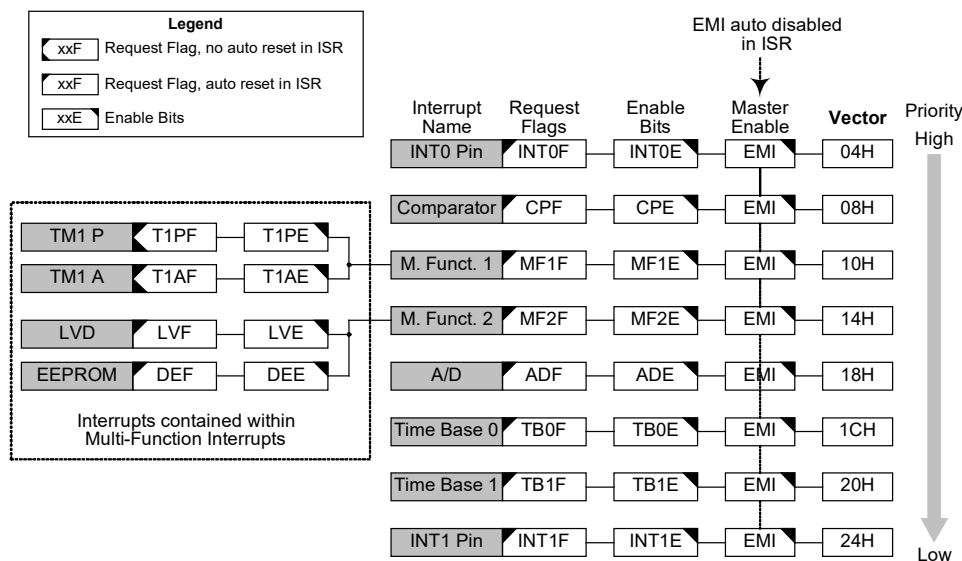 Legend
xxF Request Flag, no auto reset in ISR
xxF Request Flag, auto reset in ISR
xxE Enable Bits
EMI auto disabled
in ISR
Interrupt Name Request Flags Enable Bits Master Enable Vector Priority
High
INT0 Pin INT0F INT0E EMI 04H
Comparator CPF CPE EMI 08H
TM1 P T1PF T1PE
M. Funct. 1 MF1F MF1E EMI 10H
TM1 A T1AF T1AE
M. Funct. 2 MF2F MF2E EMI 14H
LVD LVF LVE
EEPROM DEF DEE
A/D ADF ADE EMI 18H
Interrupts contained within
Multi-Function Interrupts
Time Base 0 TB0F TB0E EMI 1CH
Time Base 1 TB1F TB1E EMI 20H
INT1 Pin INT1F INT1E EMI 24H
Low